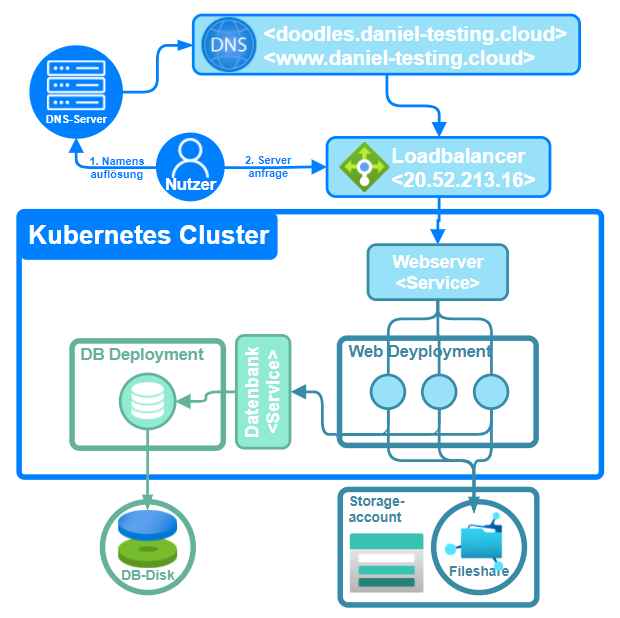 DNS
<doodles.daniel-testing.cloud>
<www.daniel-testing.cloud>
DNS-Server
1. Namens
auflösung
Nutzer
2. Server
anfrage
Loadbalancer
<20.52.213.16>
Kubernetes Cluster
Webserver
<Service>
DB Deployment
Datenbank
<Service>
Web Deyployment
DB-Disk
Storage-
account
Fileshare